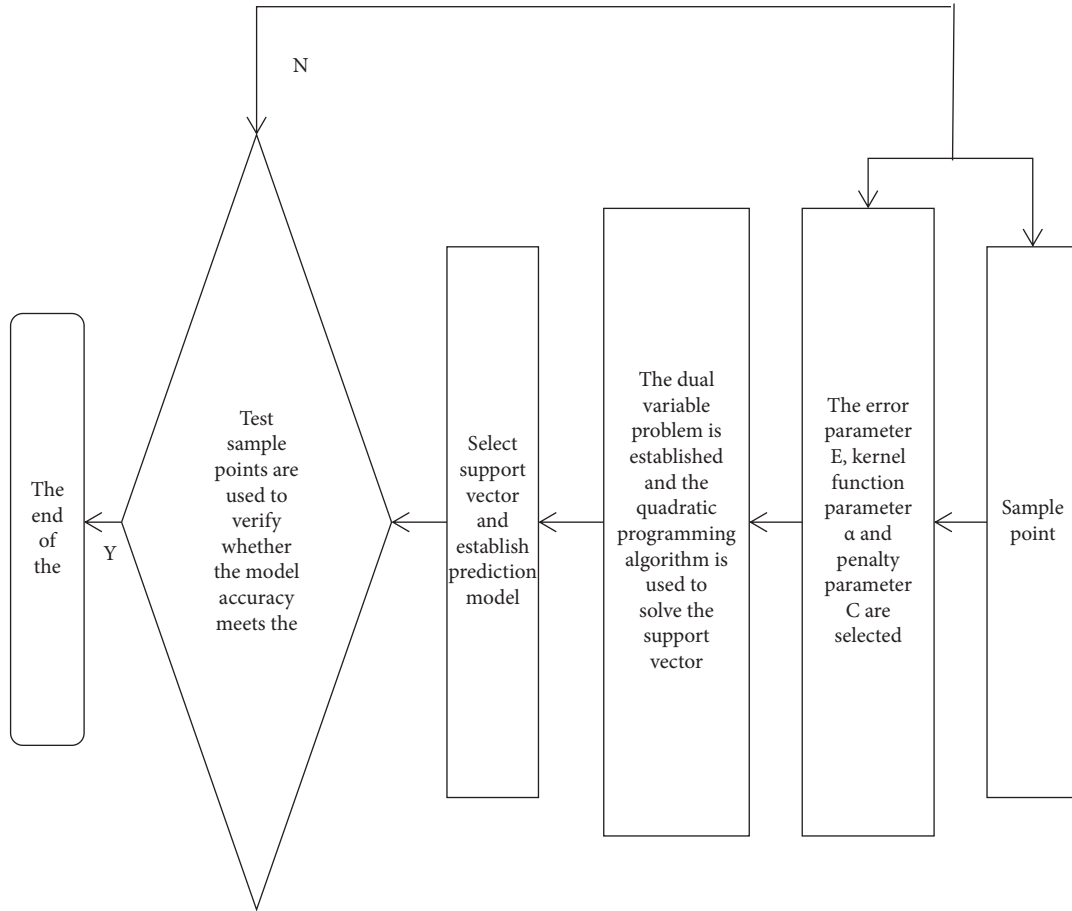 N
The
end
of
the
Y
Test
sample
points are
used to
verify
whether
the model
accuracy
meets the
Select
support
vector
and
establish
prediction
model
The dual
variable
problem is
established
and the
quadratic
programming
algorithm is
used to
solve the
support
vector
The error
parameter
E, kernel
function
parameter
α and
penalty
parameter
C are
selected
Sample
point